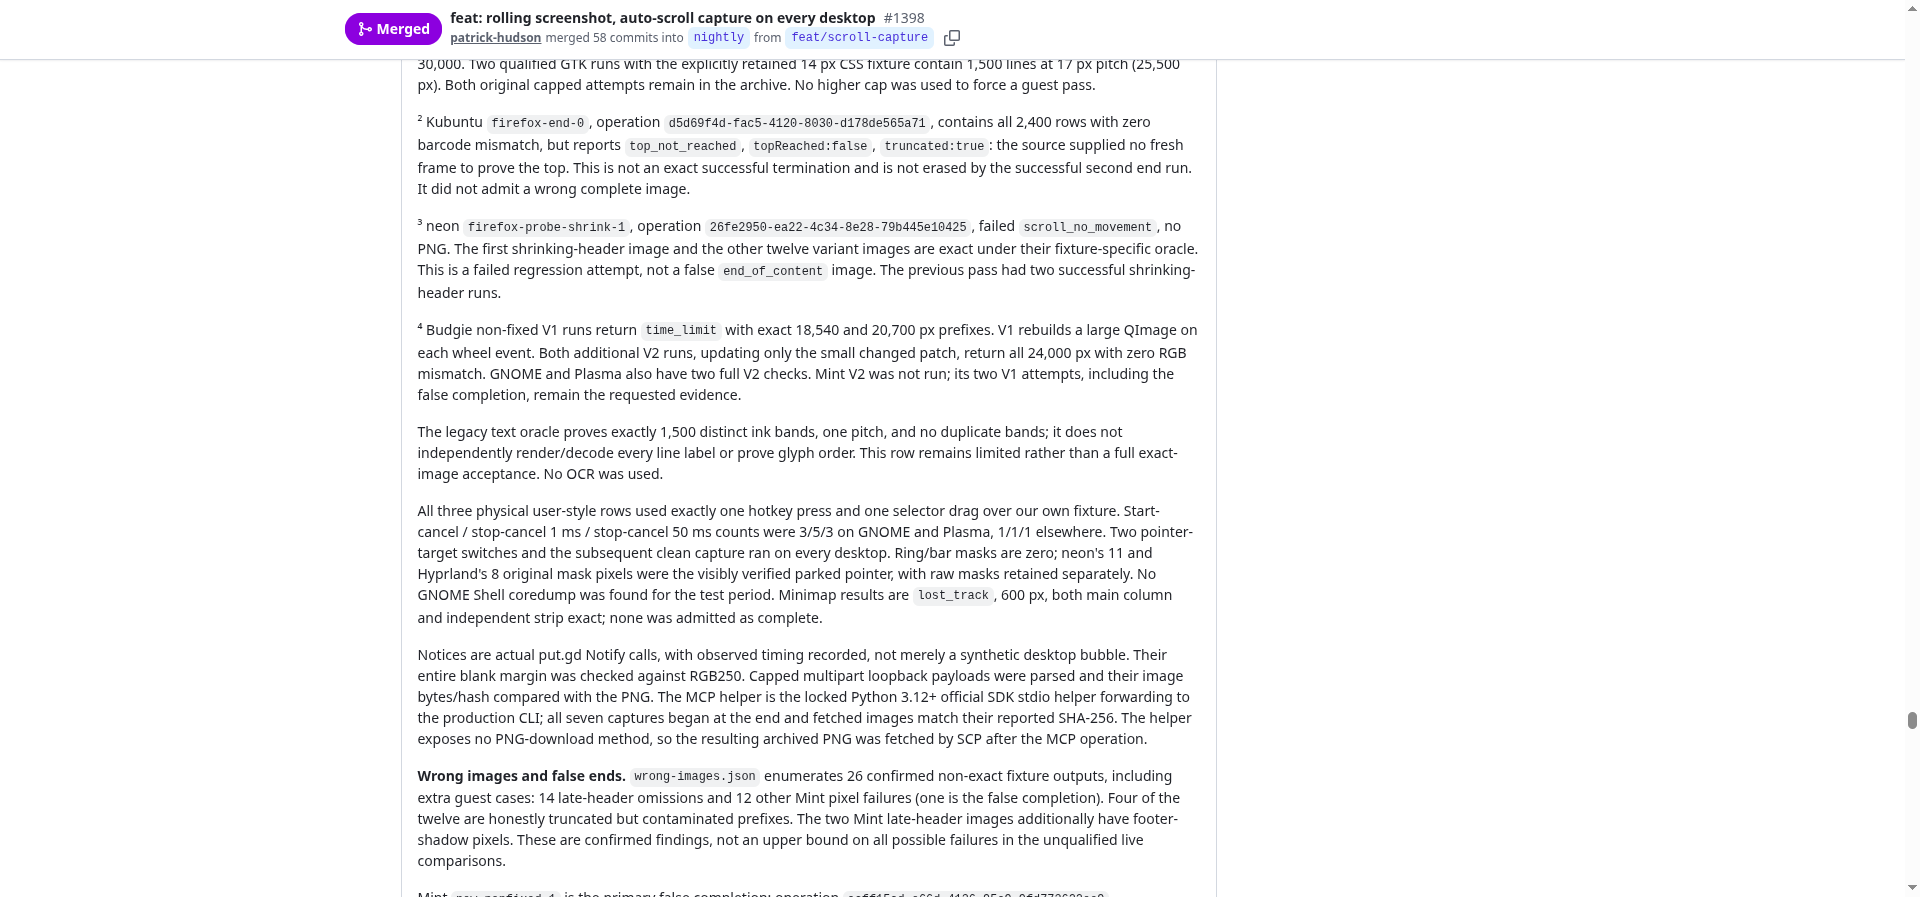 Merged
feat: rolling screenshot, auto-scroll capture on every desktop #1398
patrick-hudson merged 58 commits into nightly from feat/scroll-capture
30,000. Two qualified GTK runs with the explicitly retained 14 px CSS fixture contain 1,500 lines at 17 px pitch (25,500
px). Both original capped attempts remain in the archive. No higher cap was used to force a guest pass.
² Kubuntu firefox-end-0, operation d5d69f4d-fac5-4120-8030-d178de565a71, contains all 2,400 rows with zero
barcode mismatch, but reports top_not_reached, topReached:false, truncated:true: the source supplied no fresh
frame to prove the top. This is not an exact successful termination and is not erased by the successful second end run.
It did not admit a wrong complete image.
³ neon firefox-probe-shrink-1, operation 26fe2950-ea22-4c34-8e28-79b445e10425, failed scroll_no_movement, no
PNG. The first shrinking-header image and the other twelve variant images are exact under their fixture-specific oracle.
This is a failed regression attempt, not a false end_of_content image. The previous pass had two successful shrinking-
header runs.
⁴ Budgie non-fixed V1 runs return time_limit with exact 18,540 and 20,700 px prefixes. V1 rebuilds a large QImage on
each wheel event. Both additional V2 runs, updating only the small changed patch, return all 24,000 px with zero RGB
mismatch. GNOME and Plasma also have two full V2 checks. Mint V2 was not run; its two V1 attempts, including the
false completion, remain the requested evidence.
The legacy text oracle proves exactly 1,500 distinct ink bands, one pitch, and no duplicate bands; it does not
independently render/decode every line label or prove glyph order. This row remains limited rather than a full exact-
image acceptance. No OCR was used.
All three physical user-style rows used exactly one hotkey press and one selector drag over our own fixture. Start-
cancel / stop-cancel 1 ms / stop-cancel 50 ms counts were 3/5/3 on GNOME and Plasma, 1/1/1 elsewhere. Two pointer-
target switches and the subsequent clean capture ran on every desktop. Ring/bar masks are zero; neon's 11 and
Hyprland's 8 original mask pixels were the visibly verified parked pointer, with raw masks retained separately. No
GNOME Shell coredump was found for the test period. Minimap results are lost_track, 600 px, both main column
and independent strip exact; none was admitted as complete.
Notices are actual put.gd Notify calls, with observed timing recorded, not merely a synthetic desktop bubble. Their
entire blank margin was checked against RGB250. Capped multipart loopback payloads were parsed and their image
bytes/hash compared with the PNG. The MCP helper is the locked Python 3.12+ official SDK stdio helper forwarding to
the production CLI; all seven captures began at the end and fetched images match their reported SHA-256. The helper
exposes no PNG-download method, so the resulting archived PNG was fetched by SCP after the MCP operation.
Wrong images and false ends. wrong-images.json enumerates 26 confirmed non-exact fixture outputs, including
extra guest cases: 14 late-header omissions and 12 other Mint pixel failures (one is the false completion). Four of the
twelve are honestly truncated but contaminated prefixes. The two Mint late-header images additionally have footer-
shadow pixels. These are confirmed findings, not an upper bound on all possible failures in the unqualified live
comparisons.
is the primary false completion; operation